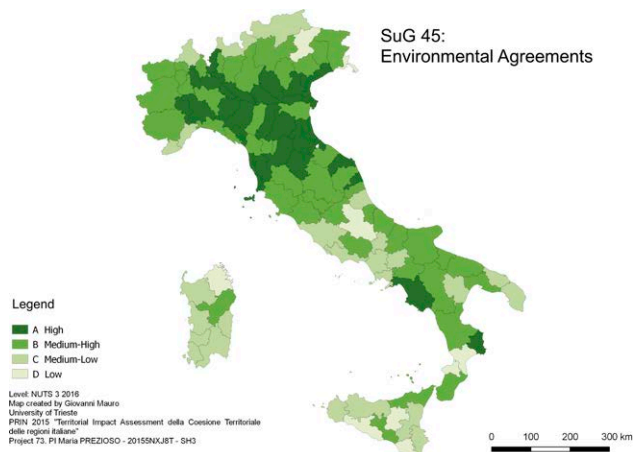 SuG 45:
Environmental Agreements
Legend
A High
B Medium-High
C Medium-Low
D Low
Level: NUTS 3 2016
Map created by Giovanni Mauro
University of Trieste
PRIN 2015 "Territorial Impact Assessment della Coesione Territoriale
delle regioni italiane"
Project 73. PI Maria PREZIOSO - 20155NXJ8T - SH3
0 100 200 300 km